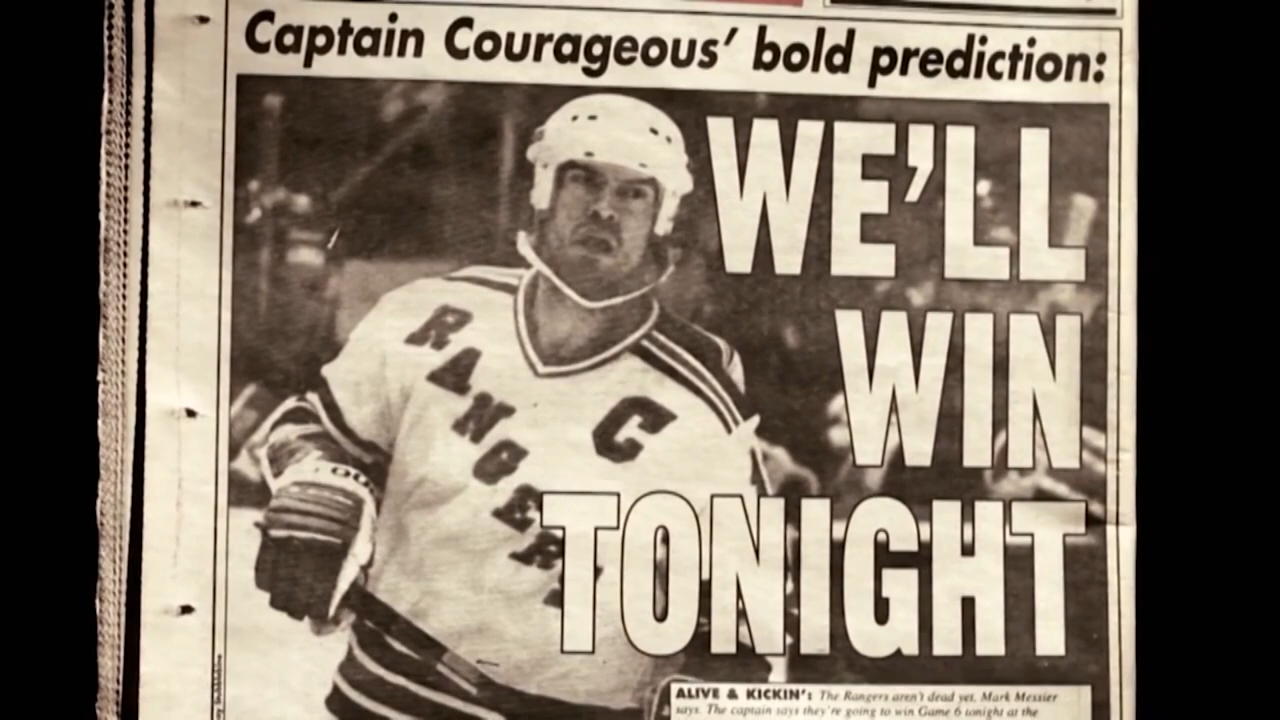 Captain Courageous' bold prediction:
WE'LL
WIN
TONIGHT
RANGER
C
ALIVE & KICKIN': The Rangers aren't dead yet, Mark Messier
says. The captain says they're going to win Game 6 tonight at the